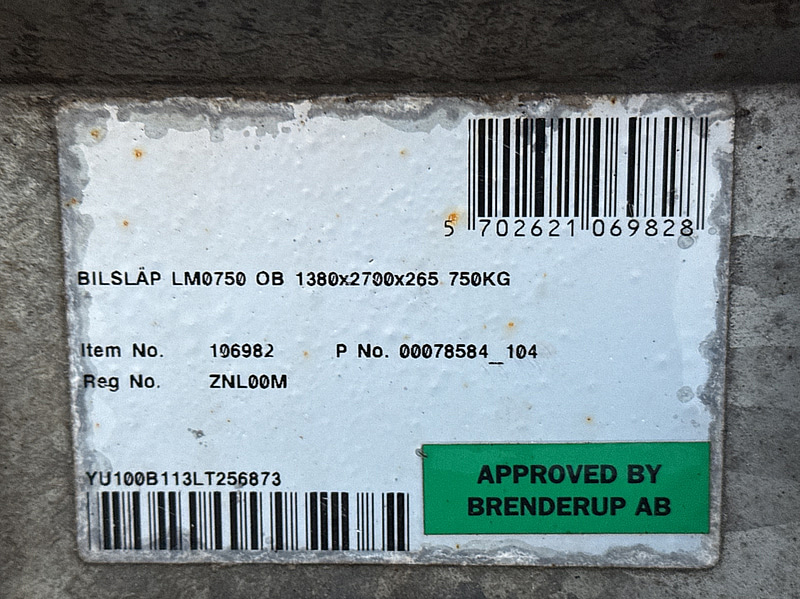 5 702621 069828
BILSLÄP LM0750 OB 1380x2700x265 750KG
Item No. 106982 P No. 00078584_104
Reg No. ZNL00M
YU100B113LT256873
APPROVED BY
BRENDERUP AB